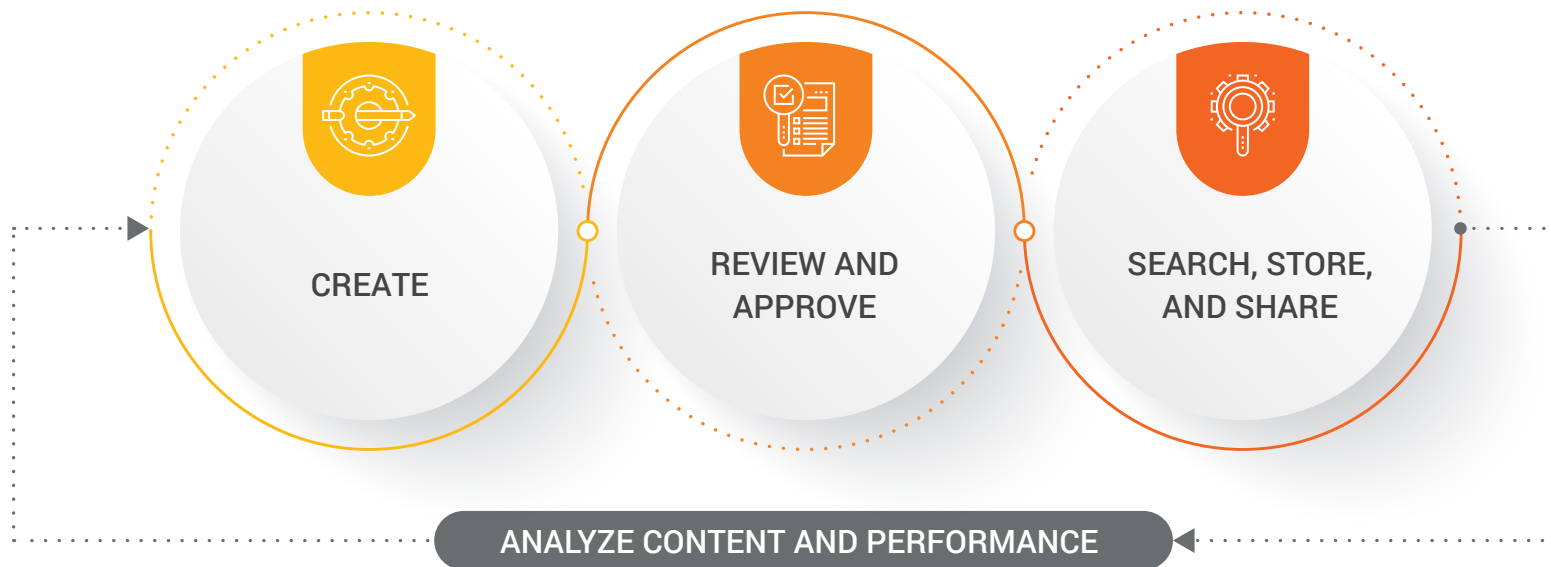 CREATE
REVIEW AND
APPROVE
SEARCH, STORE,
AND SHARE
ANALYZE CONTENT AND PERFORMANCE